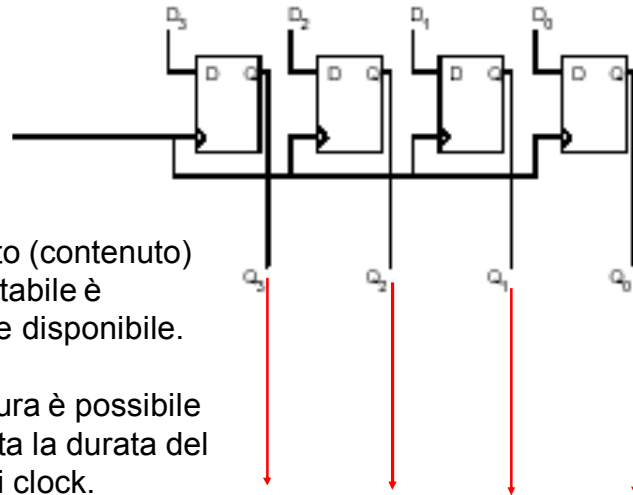 D3 D2 D1 D0
D Q D Q D Q D Q
Q3 Q2 Q1 Q0
to (contenuto)
tabile è
e disponibile.
ura è possibile
ta la durata del
i clock.